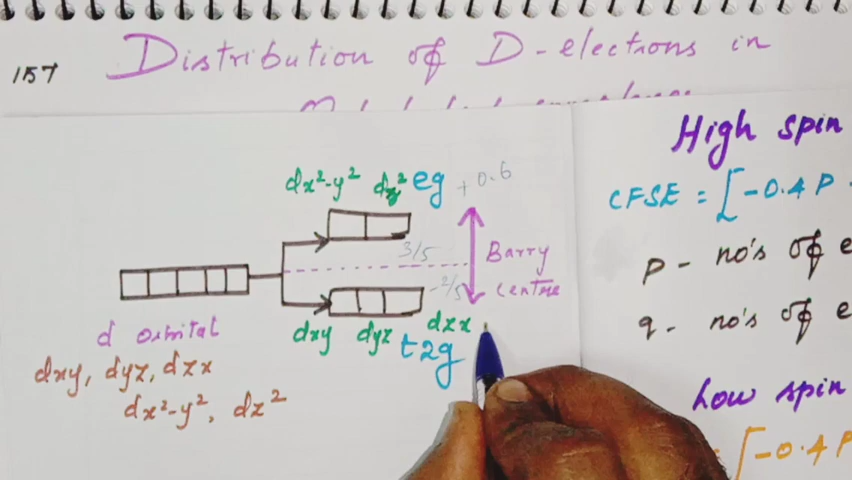 157
Distribution of D-electrons in
dx²-y² dz² eg +0.6
3/5
Barry
centre
-2/5
dxy dyz dzx
t2g
d orbital
dxy, dyz, dzx
dx²-y², dz²
High spin
CFSE = [-0.4 P
p - no's of e
q - no's of e
Low spin
= [-0.4 P